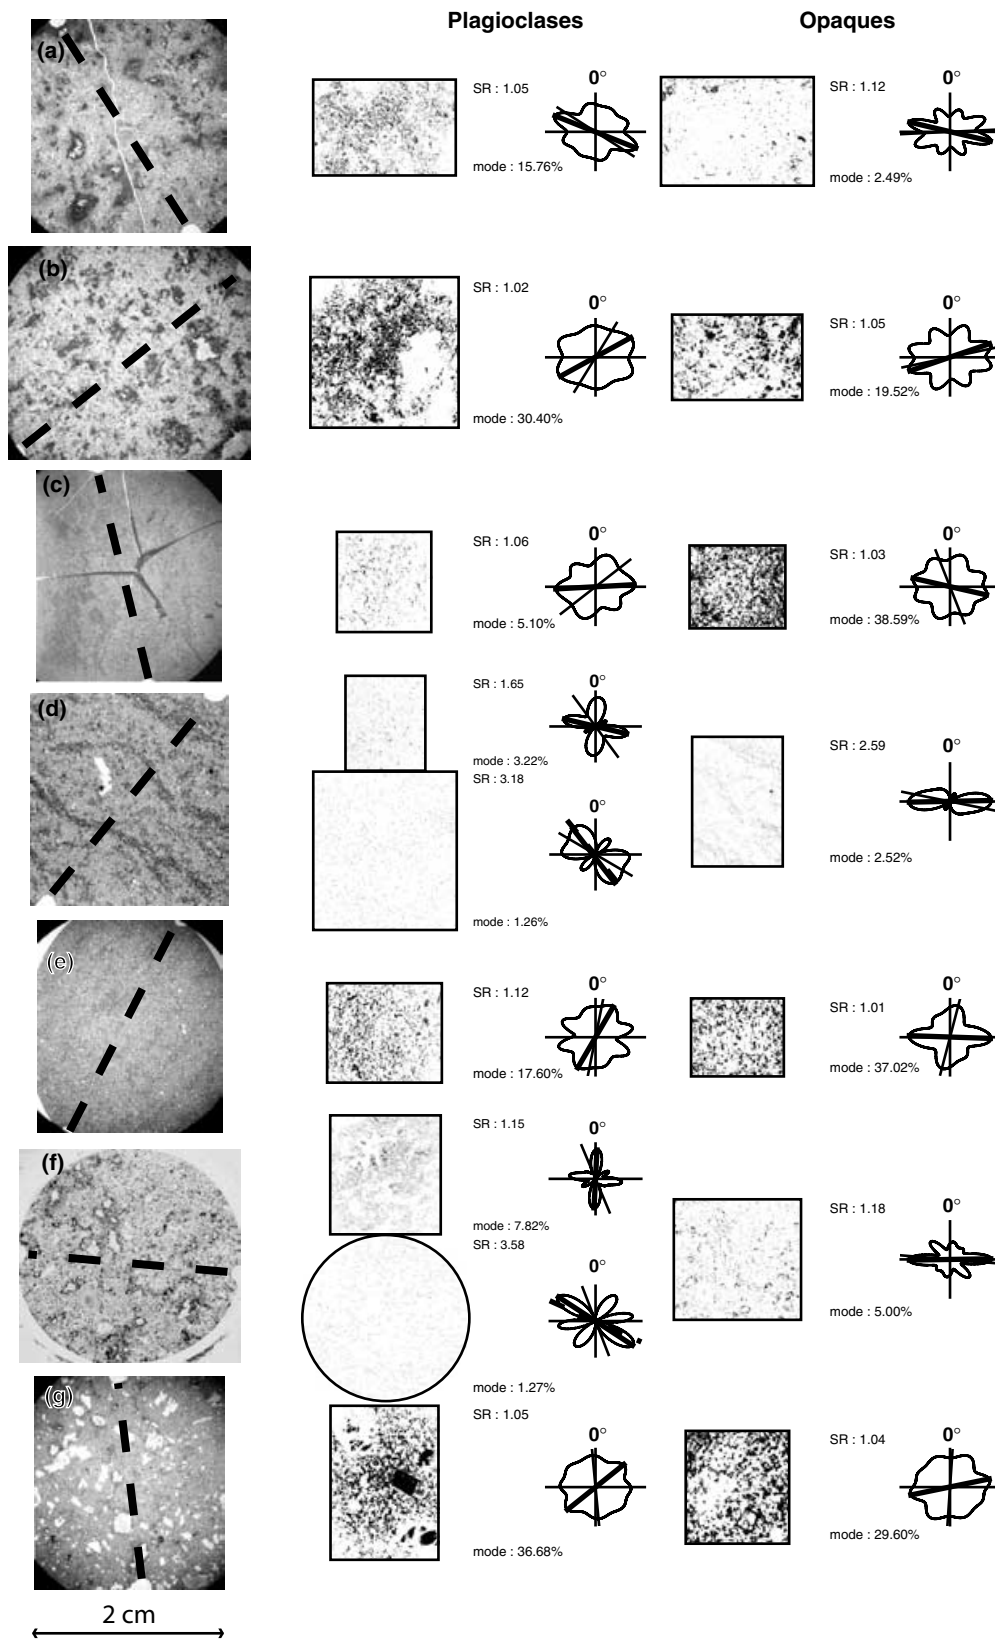 Plagioclases Opaques
(a)
SR : 1.05
0°
mode : 15.76%
SR : 1.12
0°
mode : 2.49%
(b)
SR : 1.02
0°
mode : 30.40%
SR : 1.05
0°
mode : 19.52%
(c)
SR : 1.06
0°
mode : 5.10%
SR : 1.03
0°
mode : 38.59%
(d)
SR : 1.65
0°
mode : 3.22%
SR : 3.18
0°
mode : 1.26%
SR : 2.59
0°
mode : 2.52%
(e)
SR : 1.12
0°
mode : 17.60%
SR : 1.01
0°
mode : 37.02%
(f)
SR : 1.15
0°
mode : 7.82%
SR : 3.58
0°
mode : 1.27%
SR : 1.18
0°
mode : 5.00%
(g)
SR : 1.05
0°
mode : 36.68%
SR : 1.04
0°
mode : 29.60%
2 cm